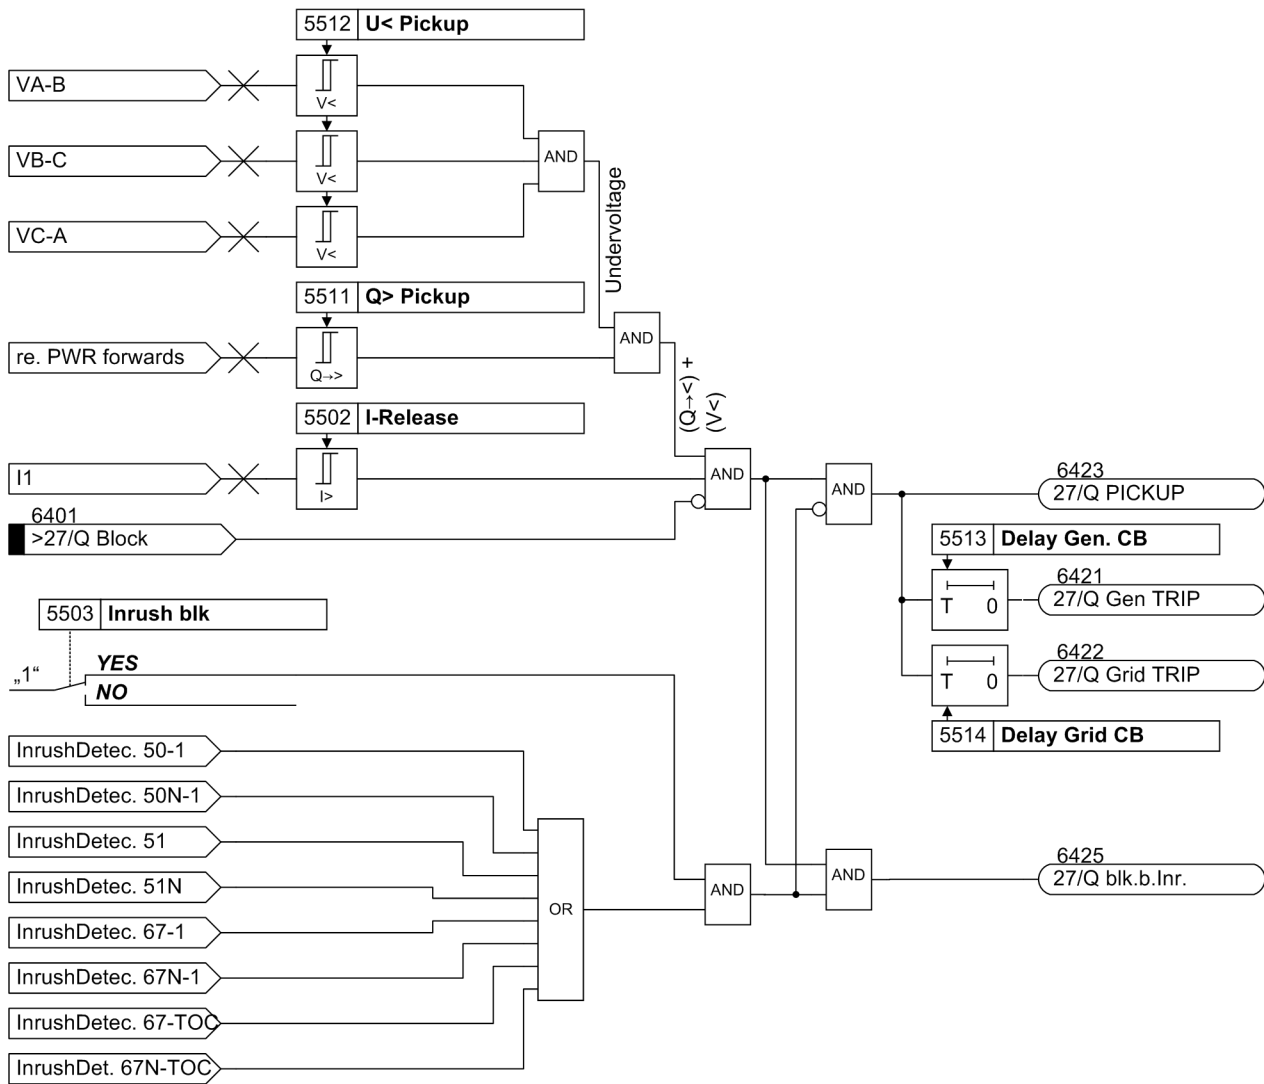 5512 U< Pickup
VA-B
V<
VB-C
V<
AND
VC-A
V<
Undervoltage
5511 Q> Pickup
re. PWR forwards
Q→>
AND
(Q→<) +
(V<)
5502 I-Release
I1
I>
AND
AND
6423
27/Q PICKUP
6401
>27/Q Block
5513 Delay Gen. CB
T 0
6421
27/Q Gen TRIP
5503 Inrush blk
„1“
YES
NO
T 0
6422
27/Q Grid TRIP
5514 Delay Grid CB
InrushDetec. 50-1
InrushDetec. 50N-1
InrushDetec. 51
InrushDetec. 51N
InrushDetec. 67-1
InrushDetec. 67N-1
InrushDetec. 67-TOC
InrushDet. 67N-TOC
OR
AND
AND
6425
27/Q blk.b.Inr.